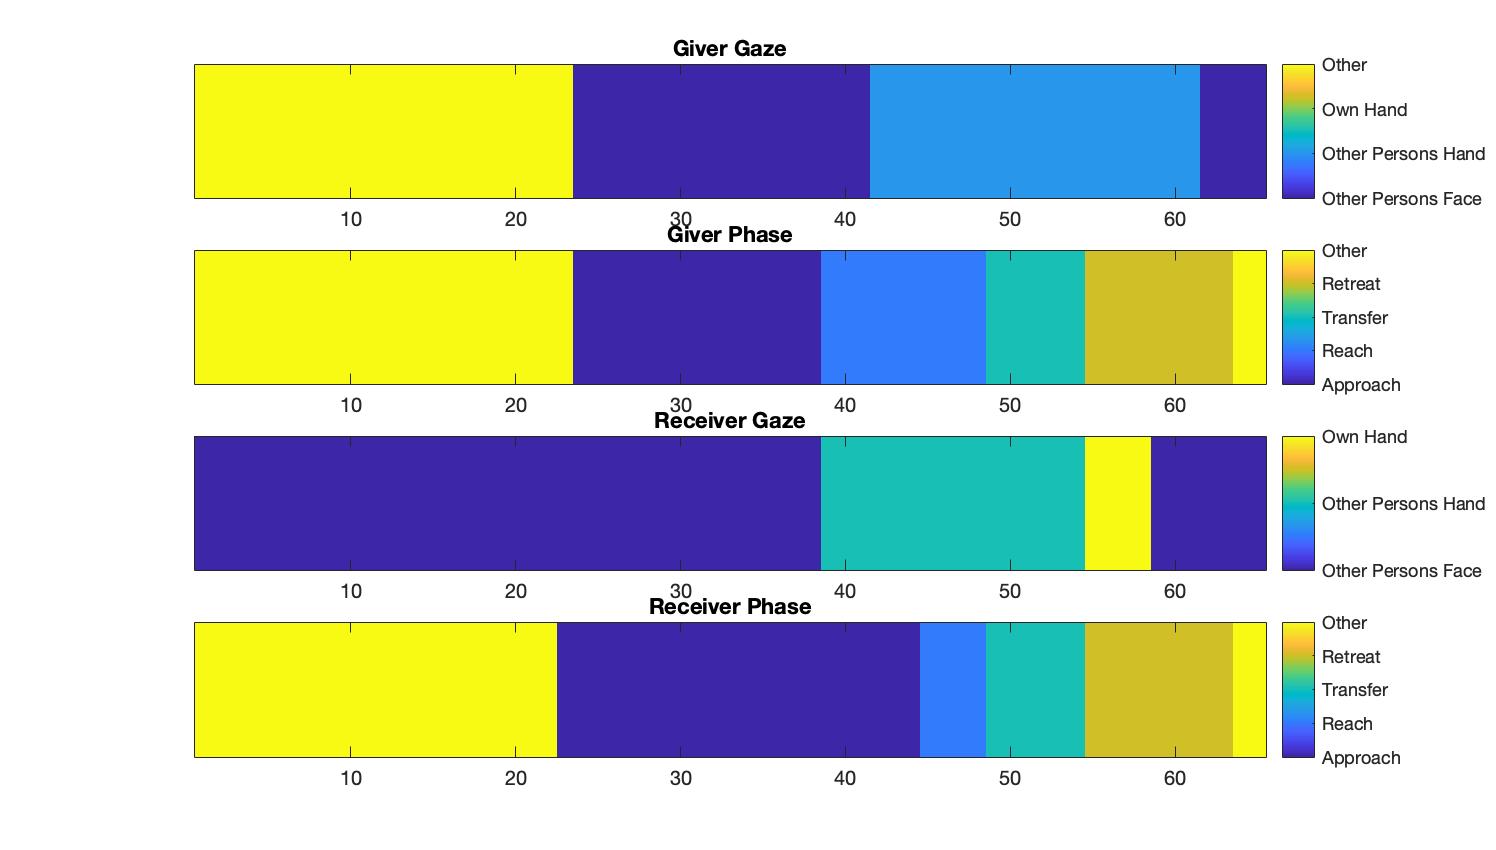 Giver Gaze
Other
Own Hand
Other Persons Hand
Other Persons Face
10 20 30 40 50 60
Giver Phase
Other
Retreat
Transfer
Reach
Approach
10 20 30 40 50 60
Receiver Gaze
Own Hand
Other Persons Hand
Other Persons Face
10 20 30 40 50 60
Receiver Phase
Other
Retreat
Transfer
Reach
Approach
10 20 30 40 50 60